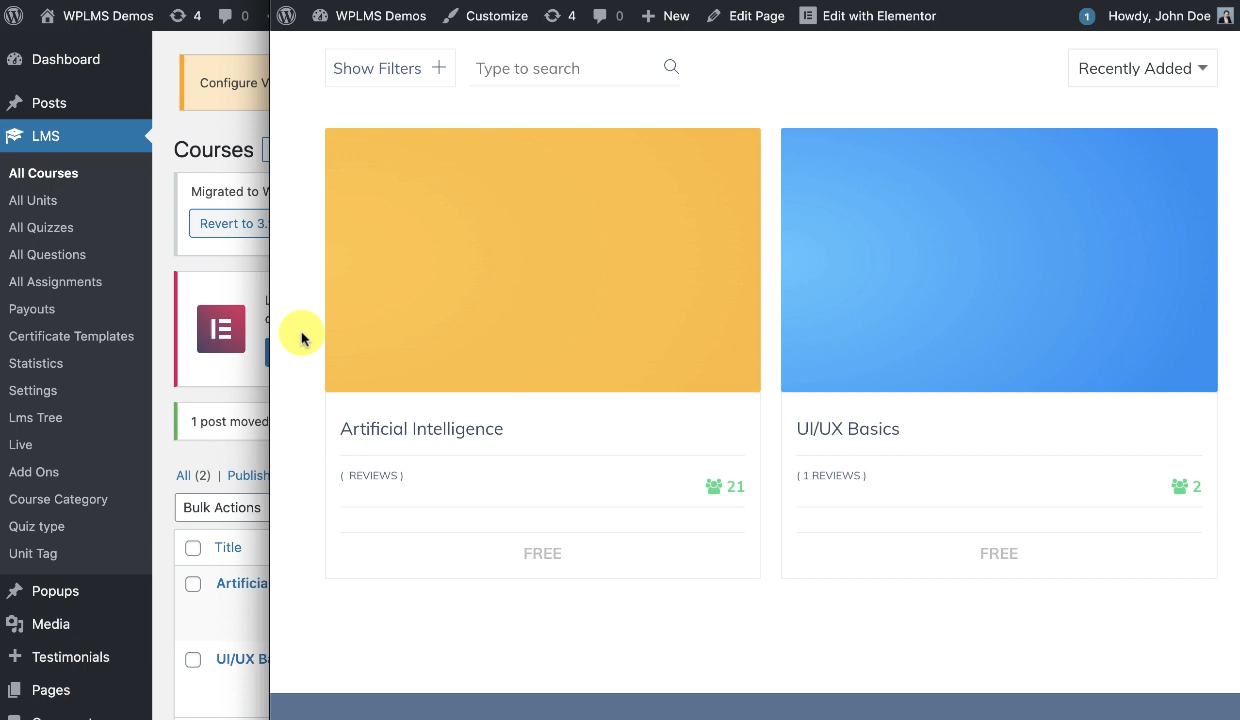 WPLMS Demos
4
0
Dashboard
Posts
LMS
All Courses
All Units
All Quizzes
All Questions
All Assignments
Payouts
Certificate Templates
Statistics
Settings
Lms Tree
Live
Add Ons
Course Category
Quiz type
Unit Tag
Popups
Media
Testimonials
Pages
Configure V
Courses
Migrated to W
Revert to 3.
1 post moved
All (2) | Publish
Bulk Actions
Title
Artificia
UI/UX Ba
WPLMS Demos
Customize
4
0
New
Edit Page
Edit with Elementor
1
Howdy, John Doe
Show Filters
Type to search
Recently Added
Artificial Intelligence
( REVIEWS )
21
FREE
UI/UX Basics
( 1 REVIEWS )
2
FREE